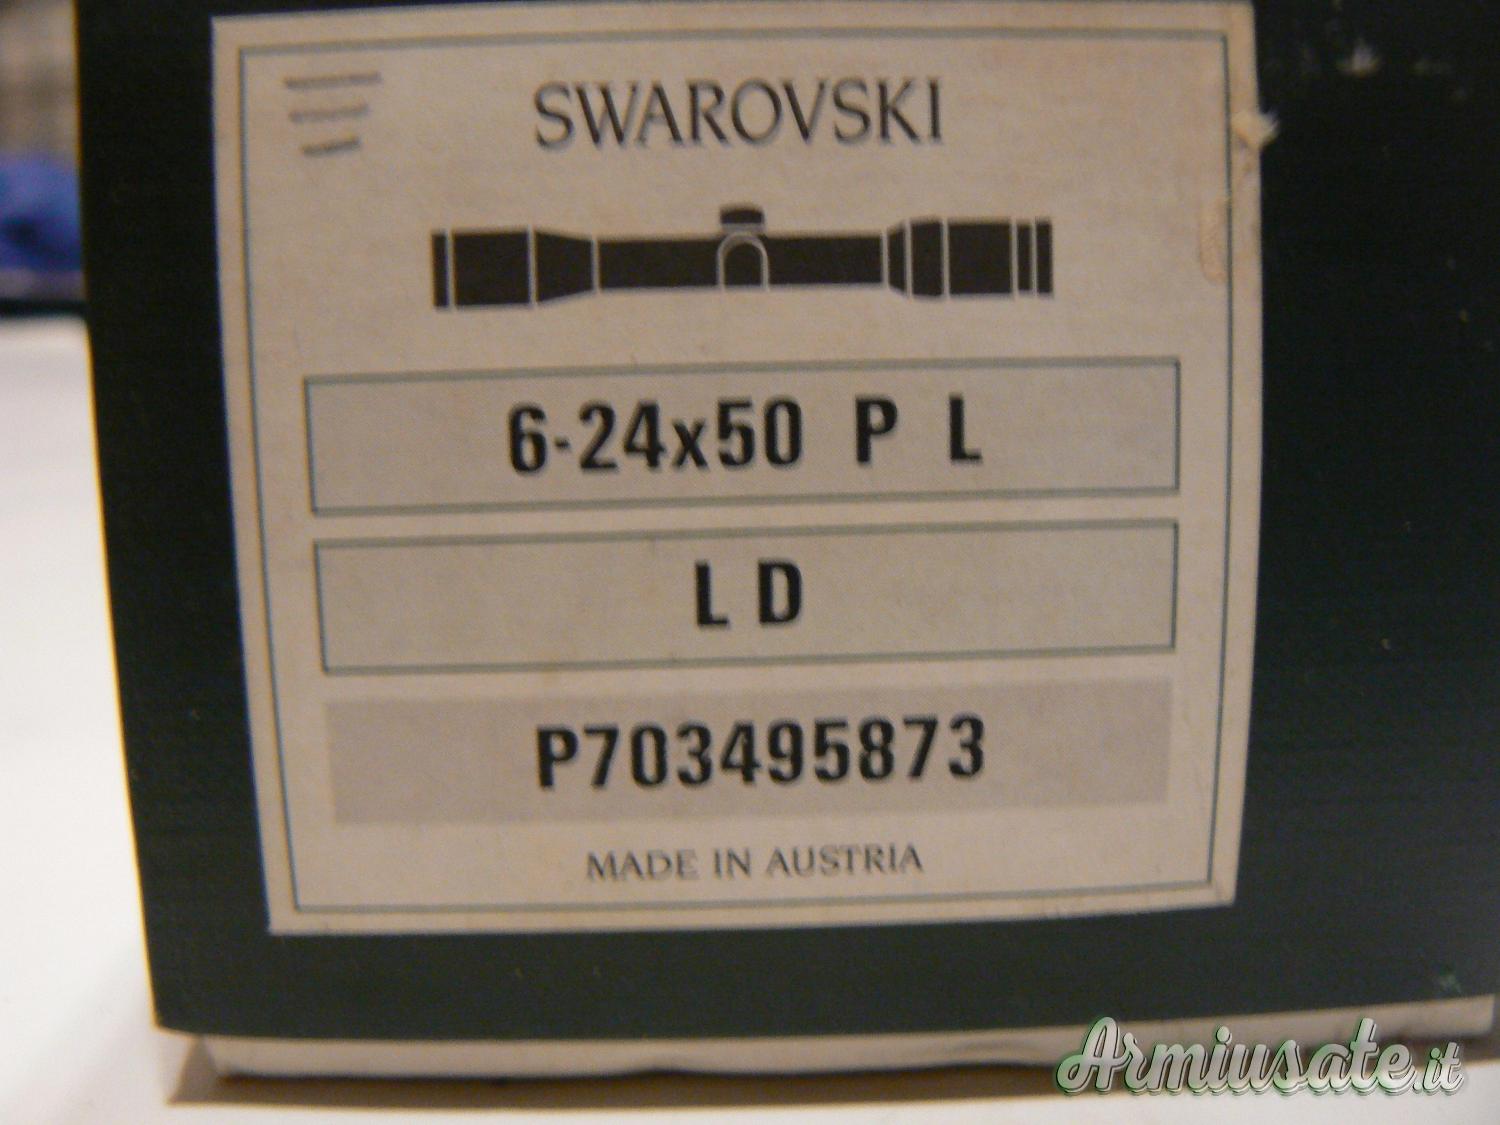 SWAROVSKI
6-24x50 P L
L D
P703495873
MADE IN AUSTRIA
Armiusate.it